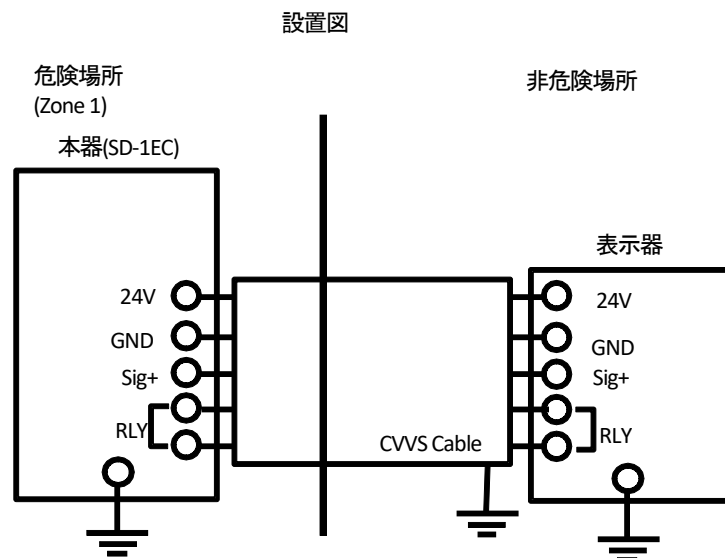 設置図
危険場所
(Zone 1)
非危険場所
本器(SD-1EC)
表示器
24V
GND
Sig+
RLY
CVVS Cable
24V
GND
Sig+
RLY